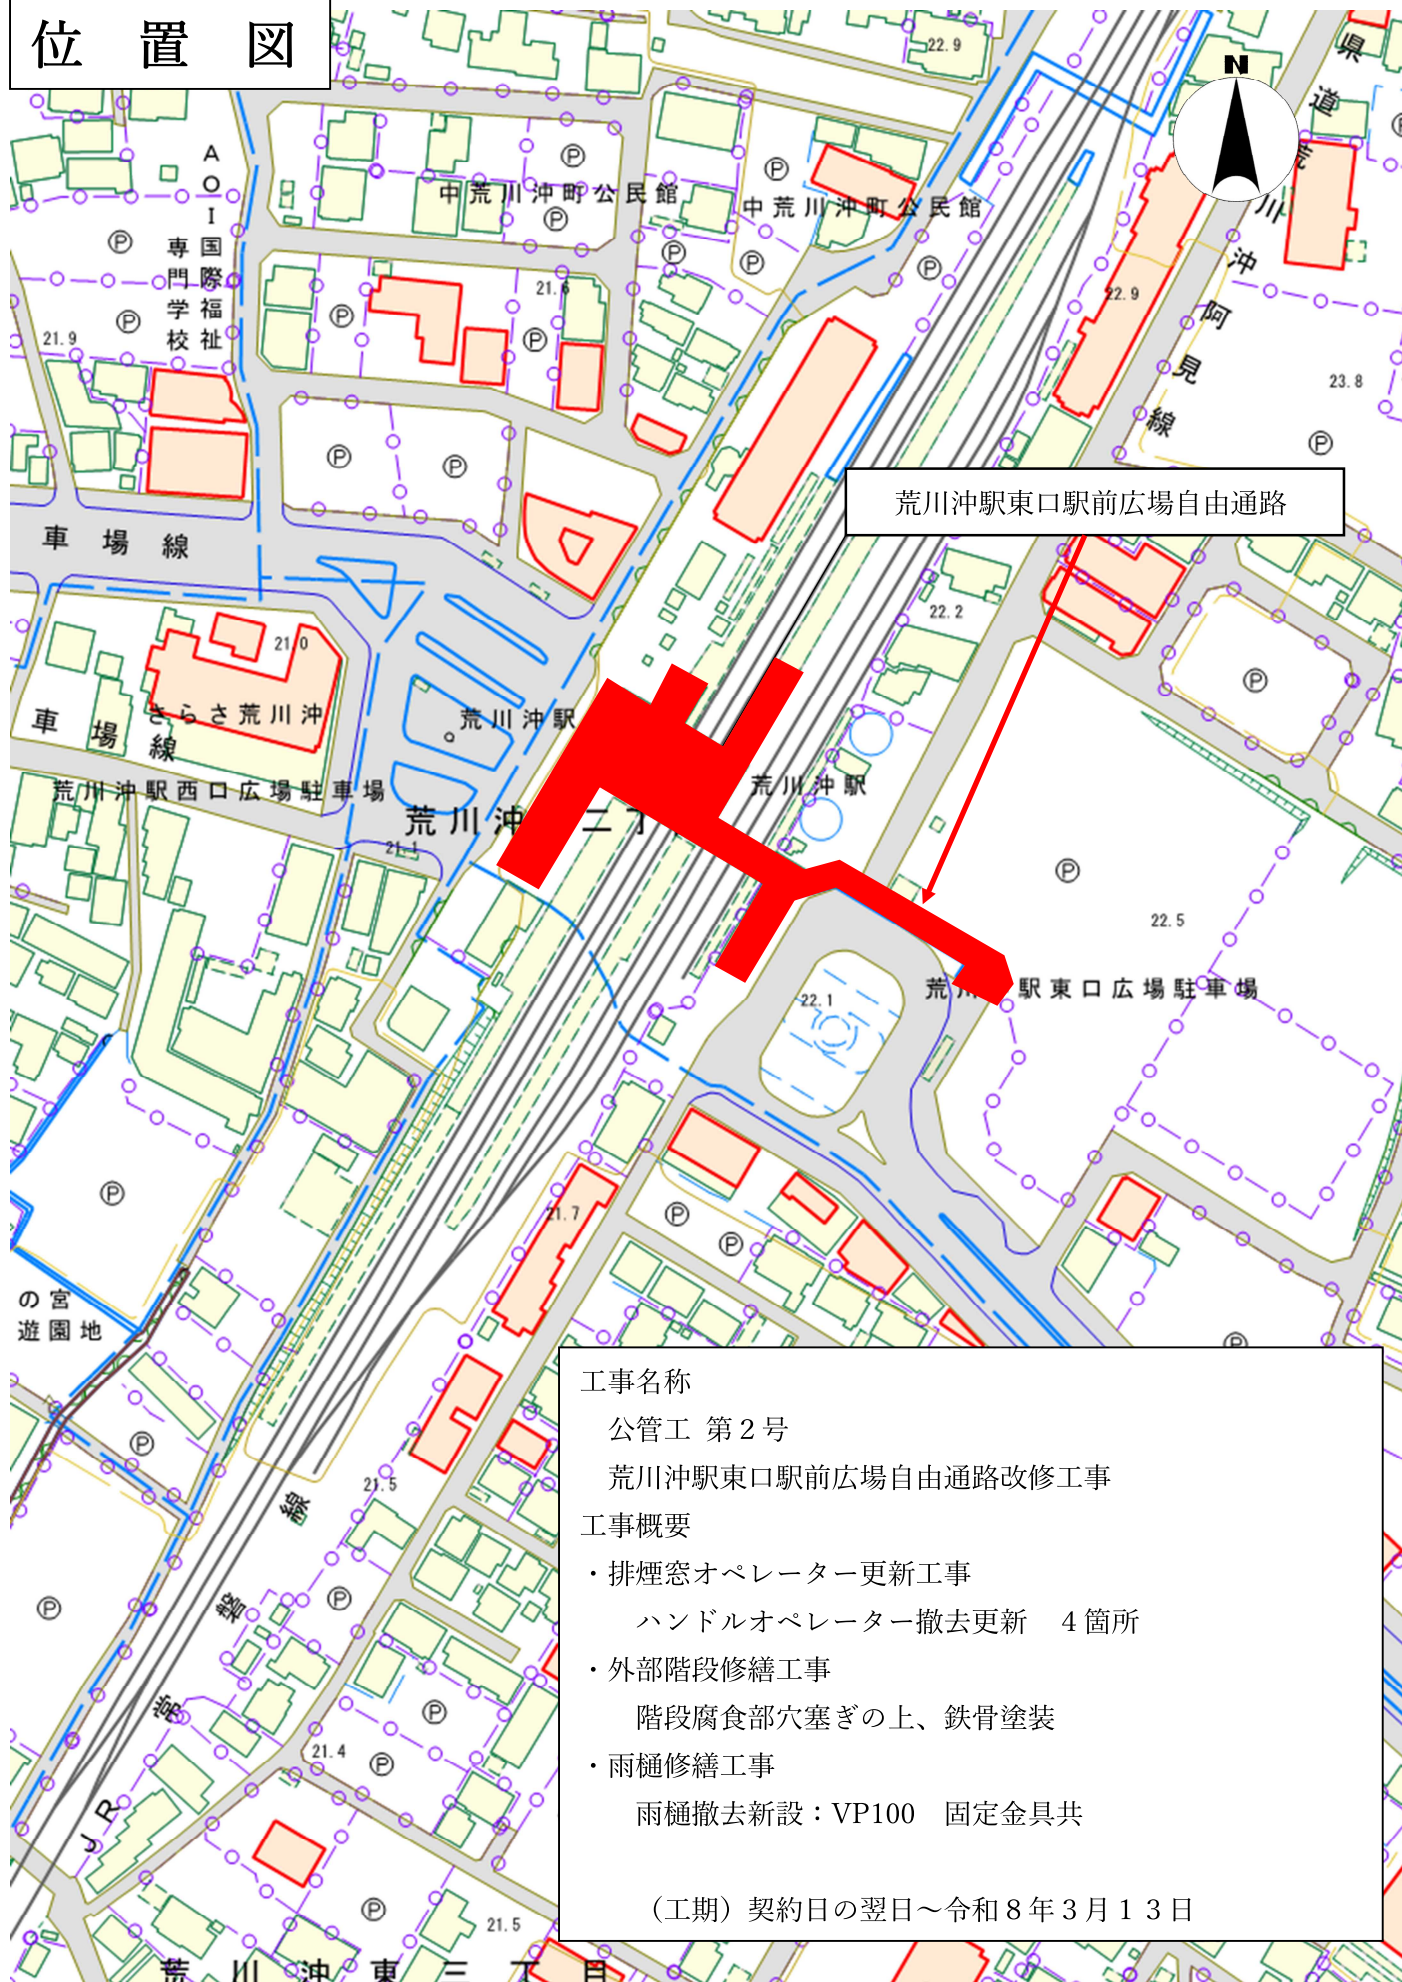 位 置 図
N
県道荒川沖阿見線
22.9
AOI国際福祉
専門学校
中荒川沖町公民館
中荒川沖町公民館
Ⓟ
21.6
22.9
21.9
23.8
荒川沖駅東口駅前広場自由通路
車場線
22.2
21.0
さらさ荒川沖
荒川沖駅
車場線
荒川沖駅西口広場駐車場
荒川沖駅
荒川沖
二丁
21.1
22.5
荒川
駅東口広場駐車場
22.1
21.7
の宮
遊園地
21.5
JR常磐線
21.4
21.5
荒川沖東三丁目
工事名称
公管工 第２号
荒川沖駅東口駅前広場自由通路改修工事
工事概要
・排煙窓オペレーター更新工事
ハンドルオペレーター撤去更新　４箇所
・外部階段修繕工事
階段腐食部穴塞ぎの上、鉄骨塗装
・雨樋修繕工事
雨樋撤去新設：VP100　固定金具共
（工期）契約日の翌日～令和８年３月１３日